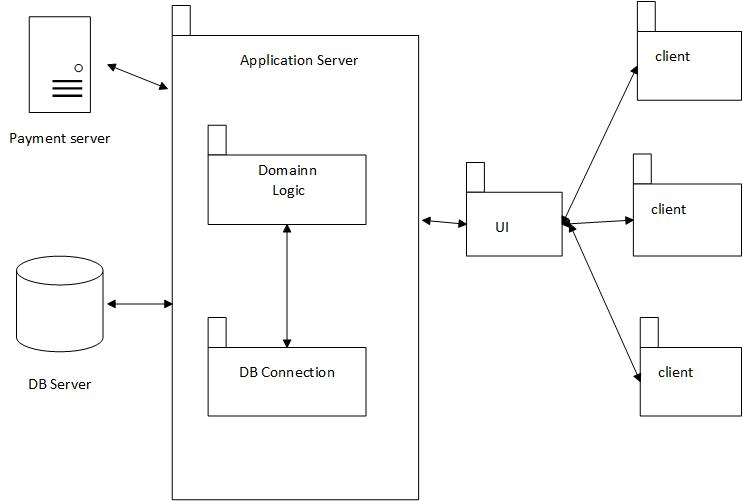 Application Server
client
Payment server
Domainn
Logic
client
UI
DB Connection
client
DB Server